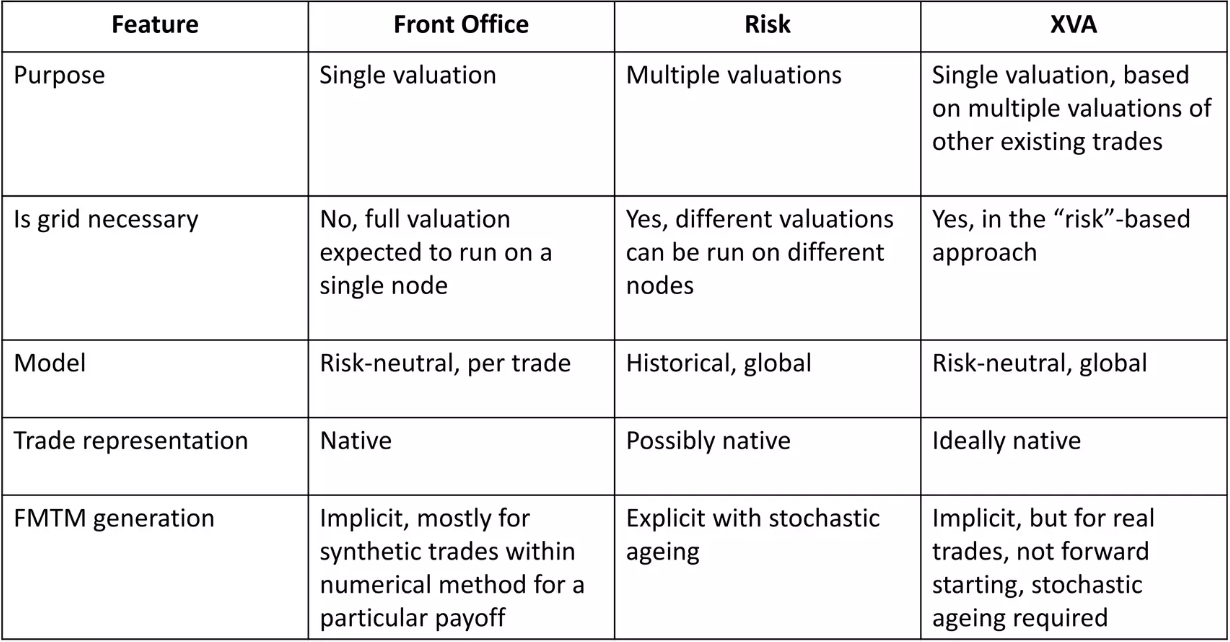 Feature
Front Office
Risk
XVA
Purpose
Single valuation
Multiple valuations
Single valuation, based
on multiple valuations of
other existing trades
Is grid necessary
No, full valuation
expected to run on a
single node
Yes, different valuations
can be run on different
nodes
Yes, in the “risk”-based
approach
Model
Risk-neutral, per trade
Historical, global
Risk-neutral, global
Trade representation
Native
Possibly native
Ideally native
FMTM generation
Implicit, mostly for
synthetic trades within
numerical method for a
particular payoff
Explicit with stochastic
ageing
Implicit, but for real
trades, not forward
starting, stochastic
ageing required